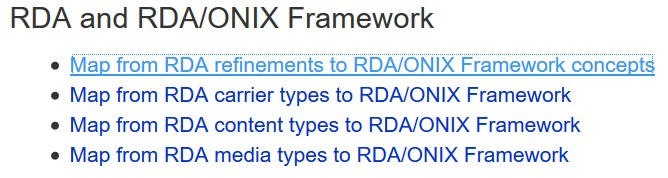 RDA and RDA/ONIX Framework
Map from RDA refinements to RDA/ONIX Framework concepts
Map from RDA carrier types to RDA/ONIX Framework
Map from RDA content types to RDA/ONIX Framework
Map from RDA media types to RDA/ONIX Framework